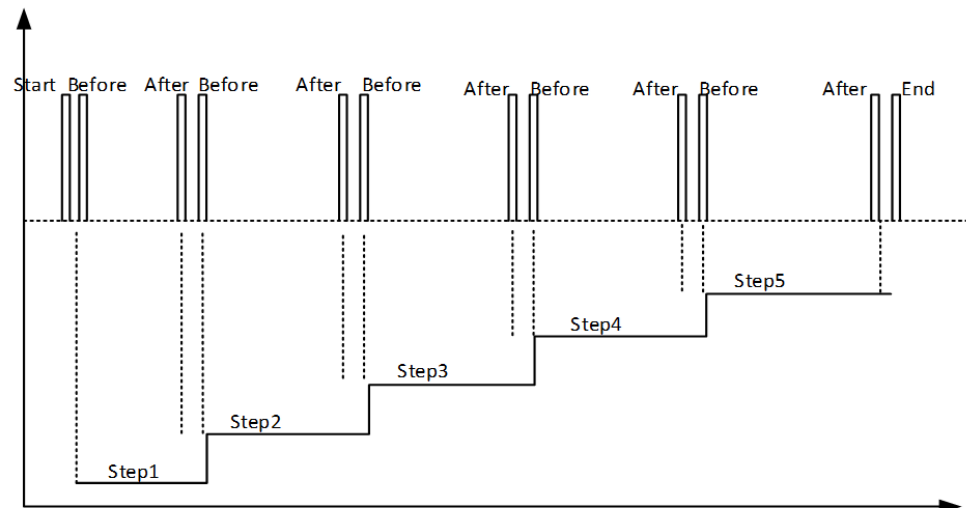 Start Before After Before After Before After Before After Before After End
Step5
Step4
Step3
Step2
Step1